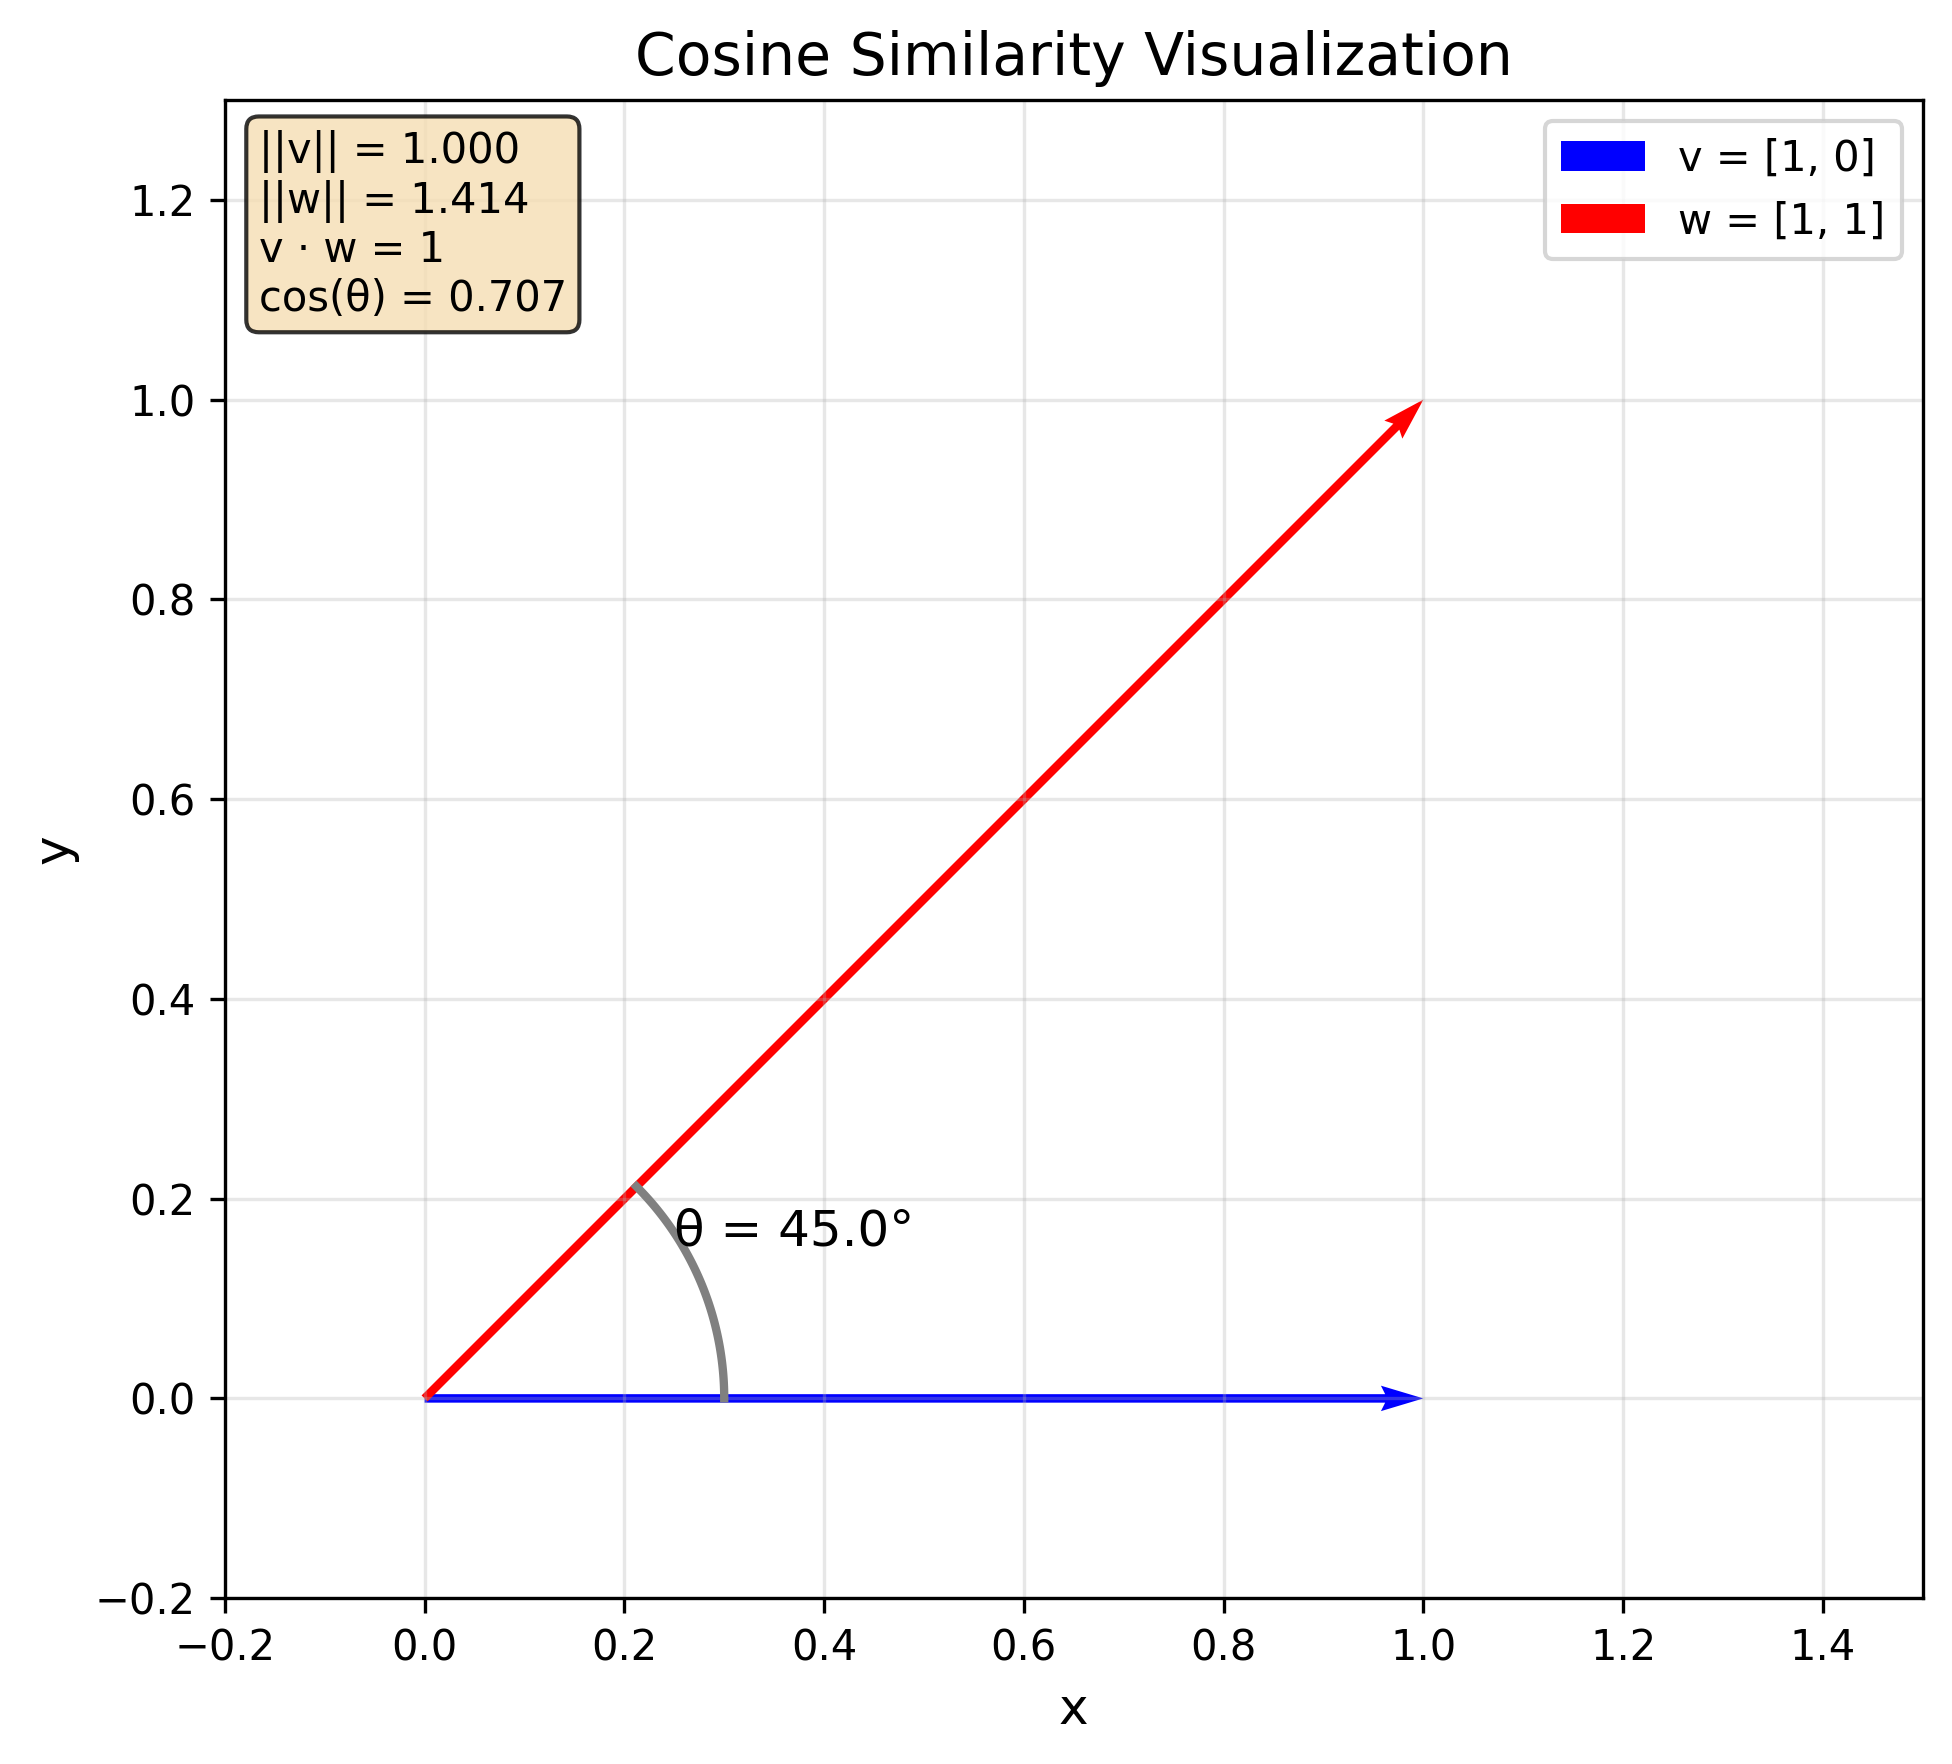 Cosine Similarity Visualization
||v|| = 1.000
||w|| = 1.414
v · w = 1
cos(θ) = 0.707
v = [1, 0]
w = [1, 1]
1.2
1.0
0.8
0.6
0.4
0.2
0.0
−0.2
y
θ = 45.0°
−0.2 0.0 0.2 0.4 0.6 0.8 1.0 1.2 1.4
x